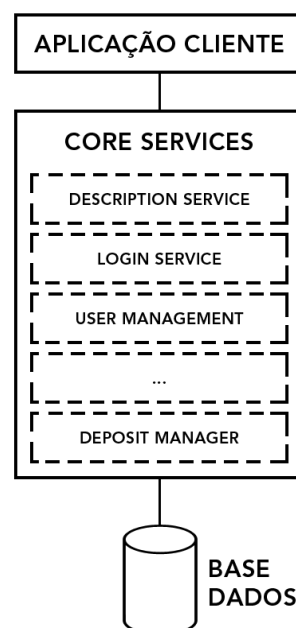 APLICAÇÃO CLIENTE
CORE SERVICES
DESCRIPTION SERVICE
LOGIN SERVICE
USER MANAGEMENT
...
DEPOSIT MANAGER
BASE
DADOS